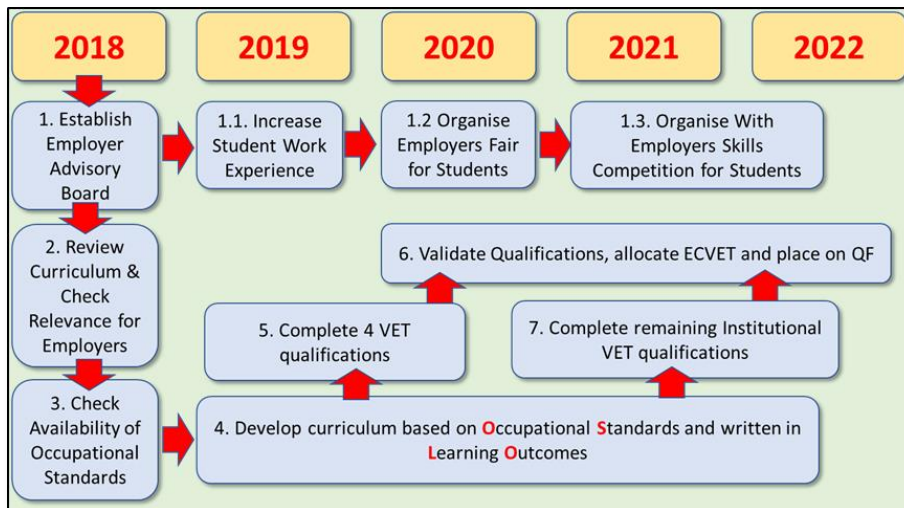 2018
2019
2020
2021
2022
1. Establish
Employer
Advisory
Board
1.1. Increase
Student Work
Experience
1.2 Organise
Employers Fair
for Students
1.3. Organise With
Employers Skills
Competition for Students
2. Review
Curriculum &
Check
Relevance for
Employers
6. Validate Qualifications, allocate ECVET and place on QF
5. Complete 4 VET
qualifications
7. Complete remaining Institutional
VET qualifications
3. Check
Availability of
Occupational
Standards
4. Develop curriculum based on Occupational Standards and written in
Learning Outcomes